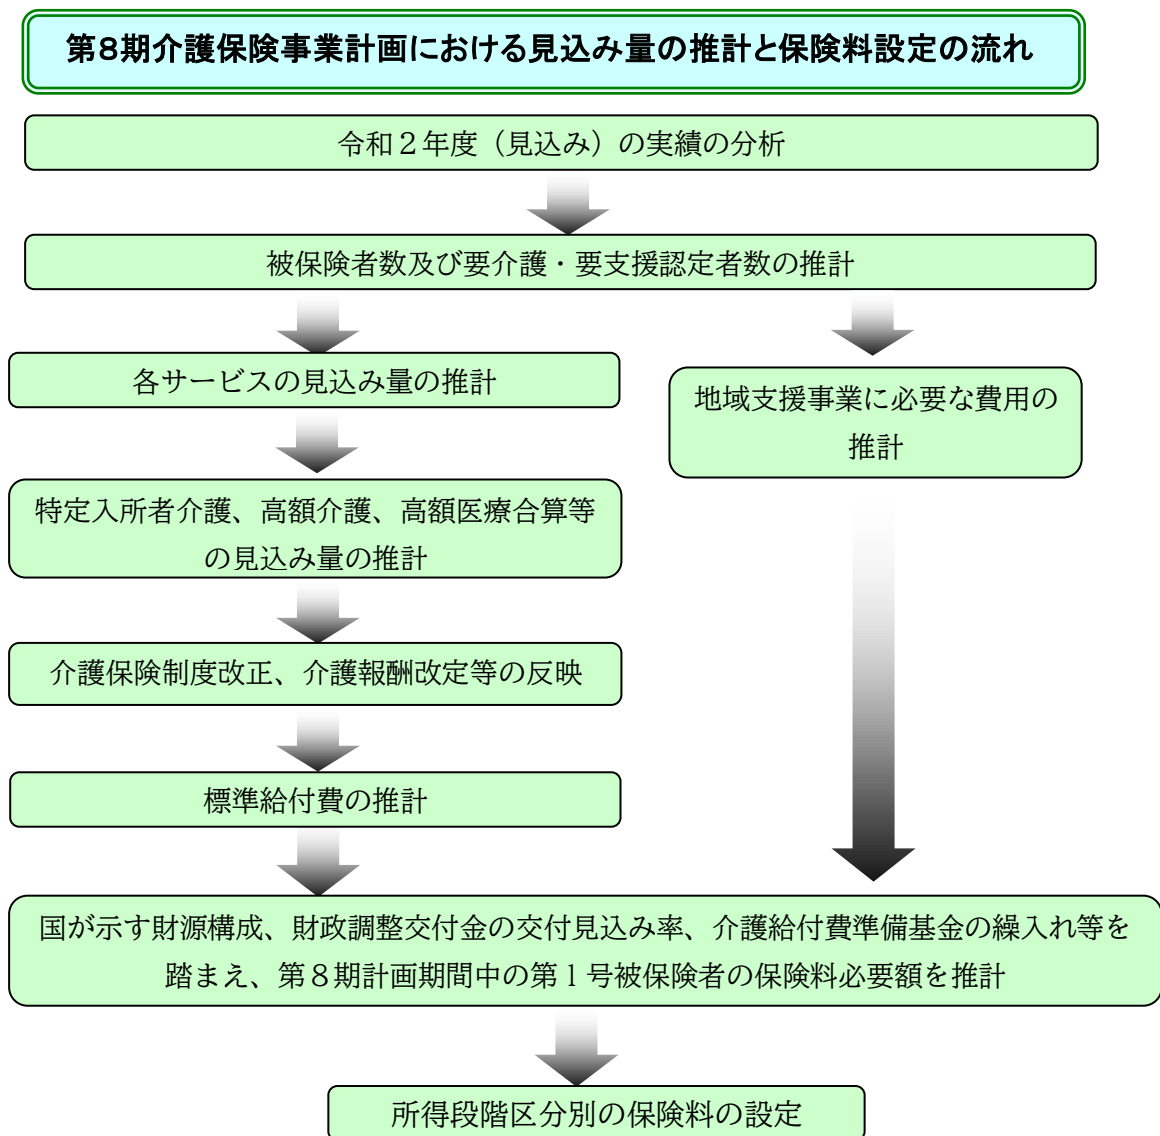 第8期介護保険事業計画における見込み量の推計と保険料設定の流れ
令和２年度（見込み）の実績の分析
被保険者数及び要介護・要支援認定者数の推計
各サービスの見込み量の推計
地域支援事業に必要な費用の
推計
特定入所者介護、高額介護、高額医療合算等
の見込み量の推計
介護保険制度改正、介護報酬改定等の反映
標準給付費の推計
国が示す財源構成、財政調整交付金の交付見込み率、介護給付費準備基金の繰入れ等を
踏まえ、第８期計画期間中の第１号被保険者の保険料必要額を推計
所得段階区分別の保険料の設定